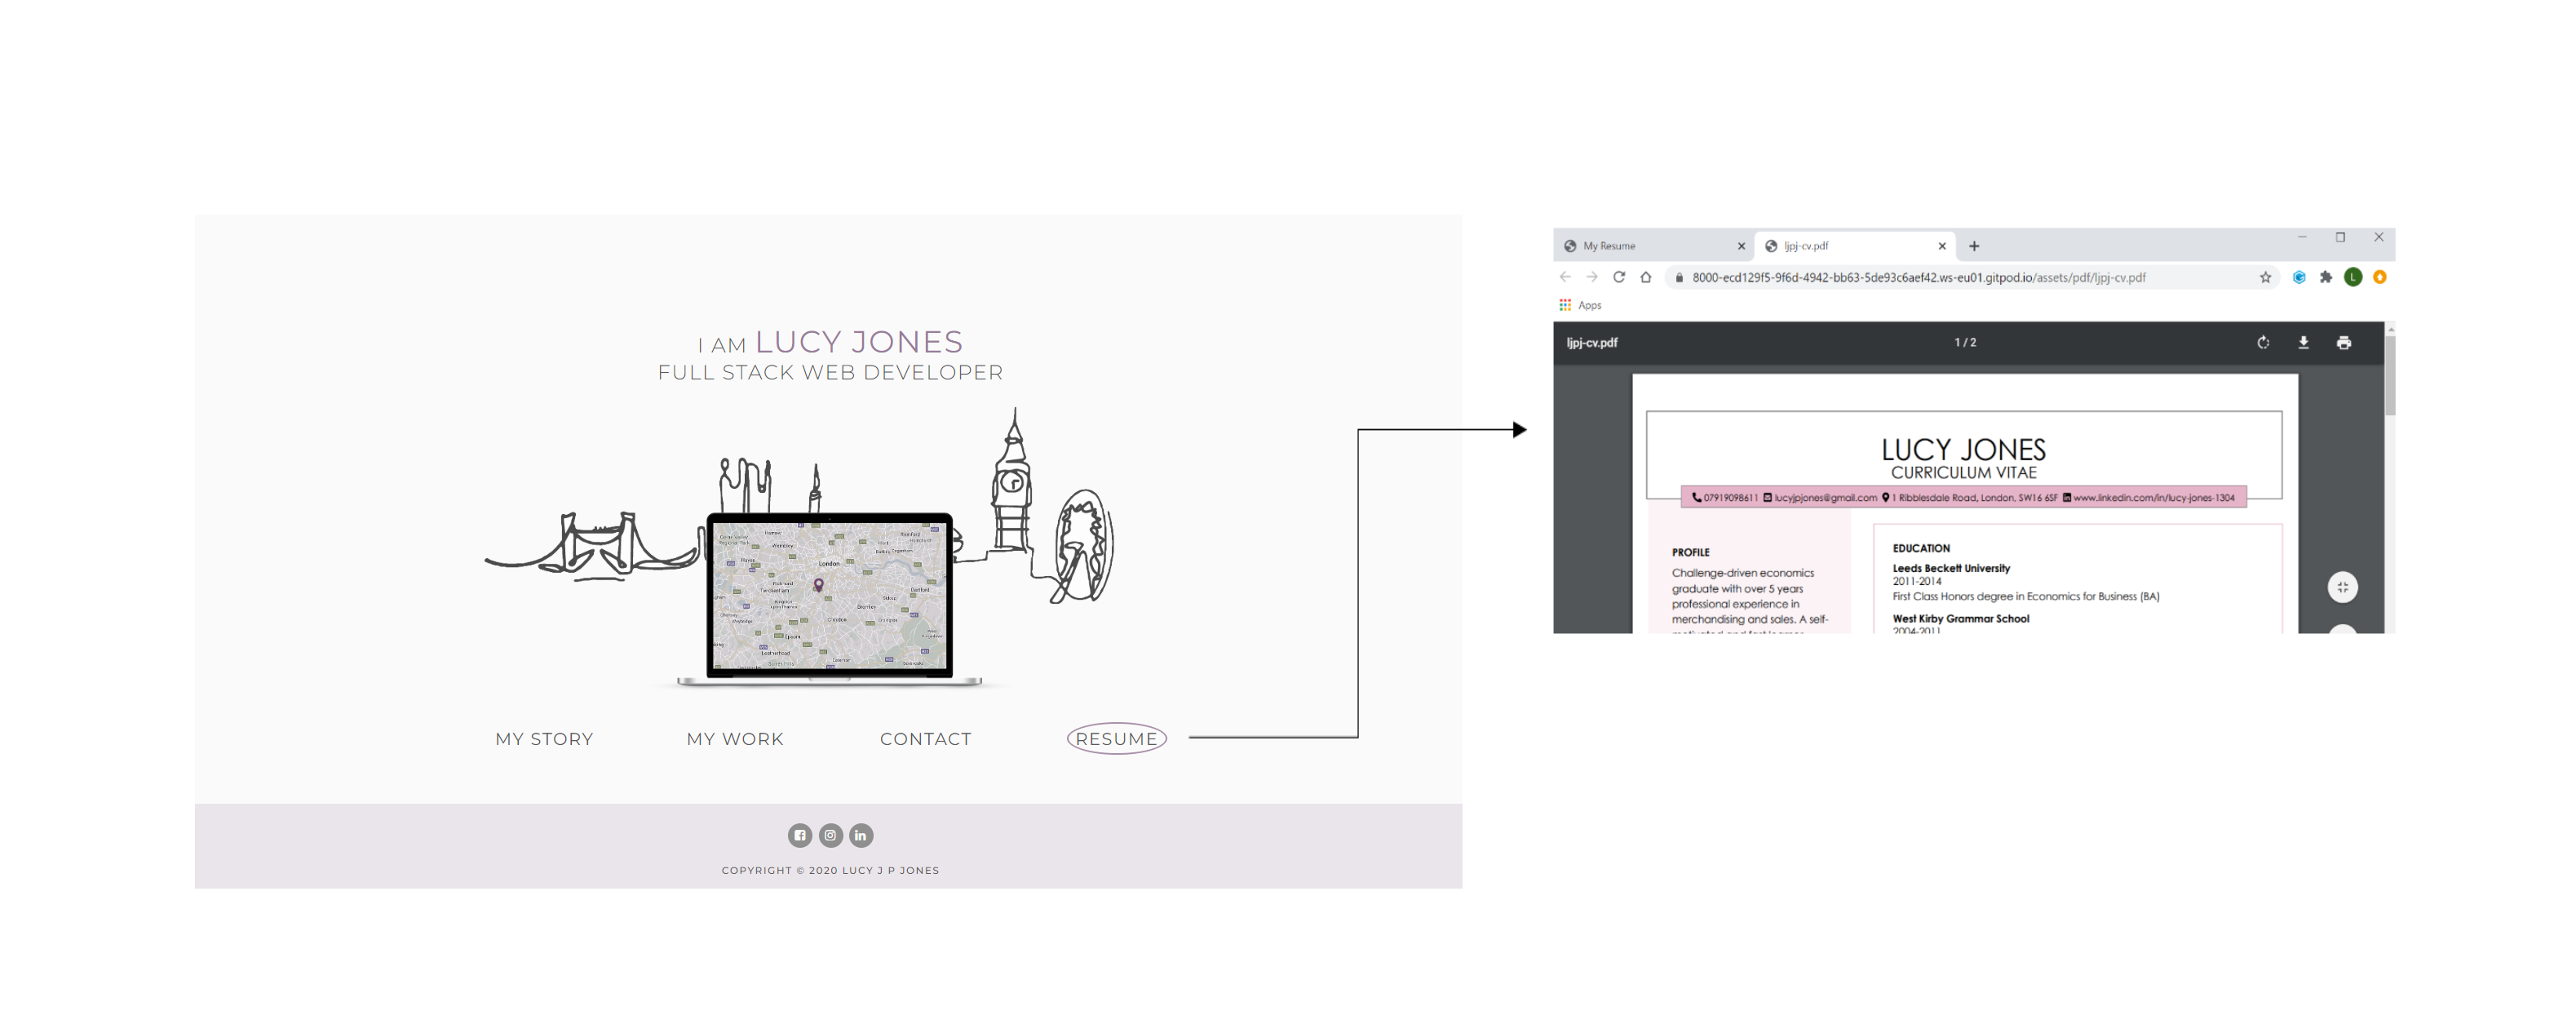 I AM LUCY JONES
FULL STACK WEB DEVELOPER
London
Croydon
Epsom
MY STORY
MY WORK
CONTACT
RESUME
COPYRIGHT © 2020 LUCY J P JONES
My Resume
ljpj-cv.pdf
8000-ecd129f5-9f6d-4942-bb63-5de93c6aef42.ws-eu01.gitpod.io/assets/pdf/ljpj-cv.pdf
L
Apps
ljpj-cv.pdf
1 / 2
LUCY JONES
CURRICULUM VITAE
07919098611 lucyjpjones@gmail.com 1 Ribblesdale Road, London, SW16 6SF www.linkedin.com/in/lucy-jones-1304
PROFILE
Challenge-driven economics
graduate with over 5 years
professional experience in
merchandising and sales. A self-
EDUCATION
Leeds Beckett University
2011-2014
First Class Honors degree in Economics for Business (BA)
West Kirby Grammar School
2004-2011